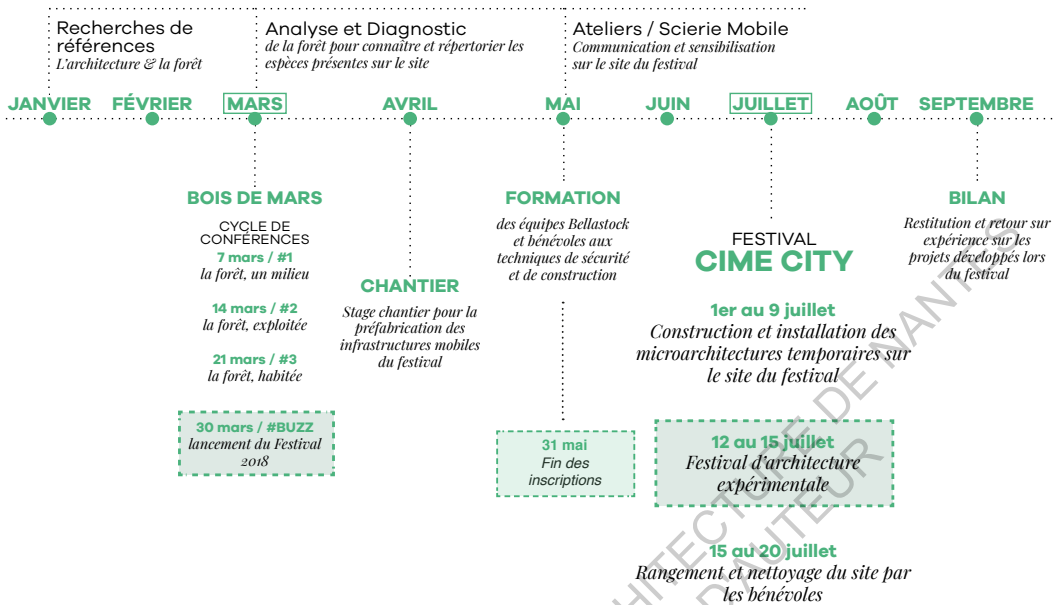 Recherches de
références
L'architecture & la forêt
Analyse et Diagnostic
de la forêt pour connaître et répertorier les
espèces présentes sur le site
Ateliers / Scierie Mobile
Communication et sensibilisation
sur le site du festival
JANVIER FÉVRIER MARS AVRIL MAI JUIN JUILLET AOÛT SEPTEMBRE
BOIS DE MARS
CYCLE DE
CONFÉRENCES
7 mars / #1
la forêt, un milieu
14 mars / #2
la forêt, exploitée
21 mars / #3
la forêt, habitée
30 mars / #BUZZ
lancement du Festival
2018
CHANTIER
Stage chantier pour la
préfabrication des
infrastructures mobiles
du festival
FORMATION
des équipes Bellastock
et bénévoles aux
techniques de sécurité
et de construction
31 mai
Fin des
inscriptions
FESTIVAL
CIME CITY
1er au 9 juillet
Construction et installation des
microarchitectures temporaires sur
le site du festival
12 au 15 juillet
Festival d'architecture
expérimentale
15 au 20 juillet
Rangement et nettoyage du site par
les bénévoles
BILAN
Restitution et retour sur
expérience sur les
projets développés lors
du festival
HITECTURE DE NANTES
D'AUTEUR